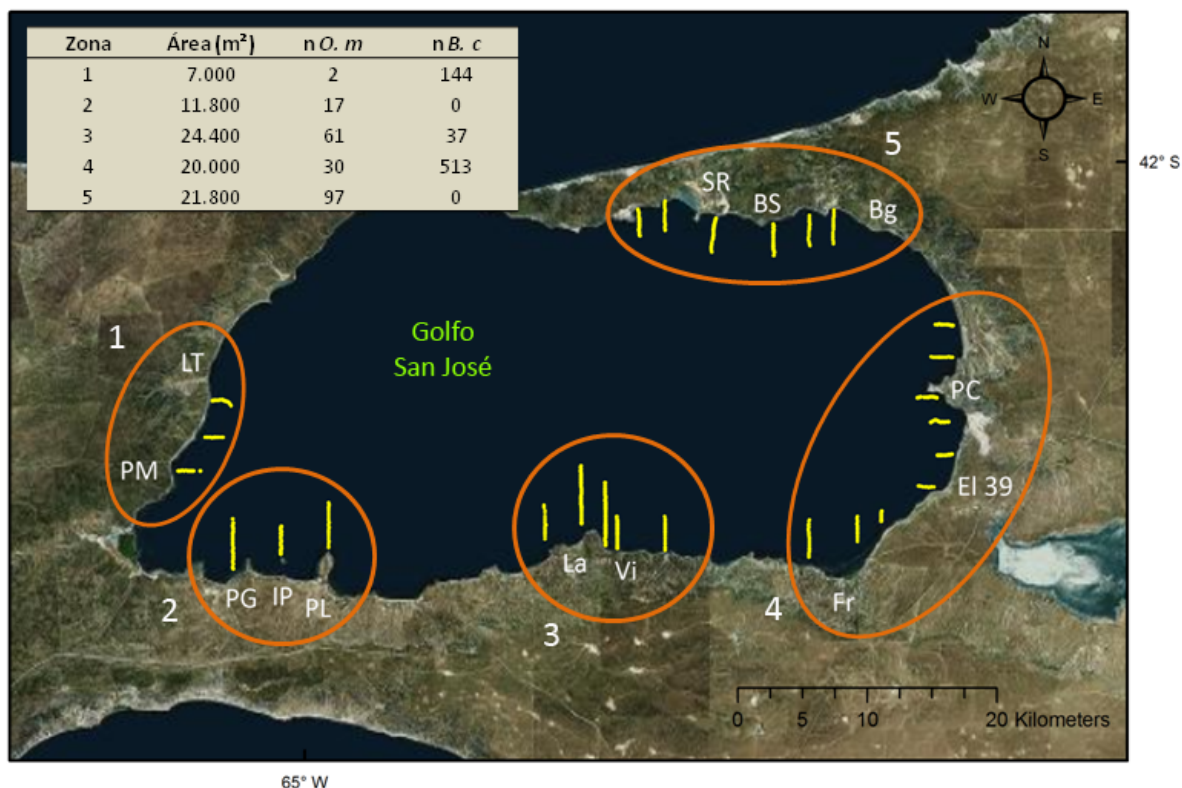 Zona Área (m²) n O. m n B. c
1 7.000 2 144
2 11.800 17 0
3 24.400 61 37
4 20.000 30 513
5 21.800 97 0
N
W E
S
42° S
5
SR
BS
Bg
Golfo
San José
1
LT
PM
PC
El 39
2
PG
IP
PL
3
La
Vi
4
Fr
0 5 10 20 Kilometers
65° W